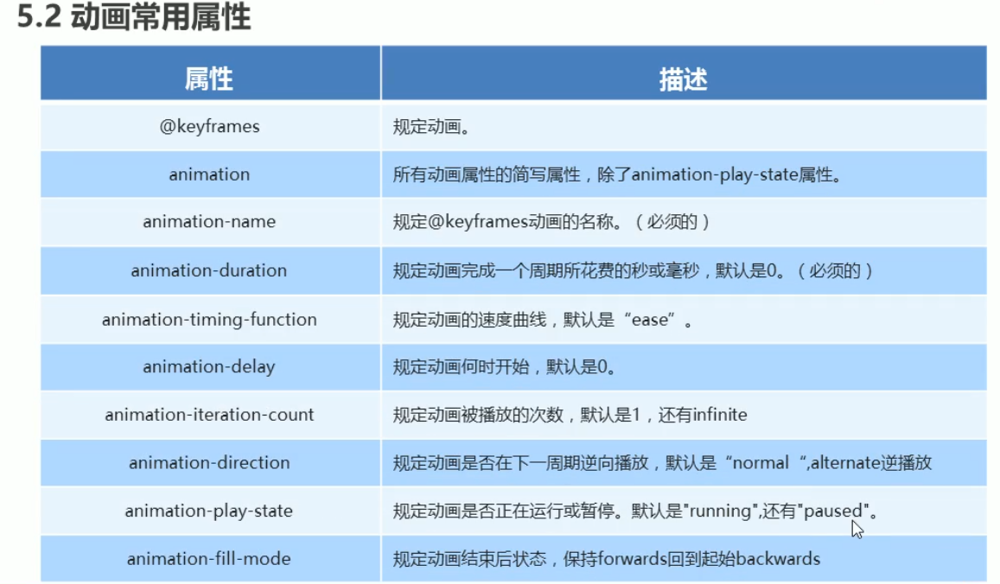 5.2 动画常用属性
属性 描述
@keyframes 规定动画。
animation 所有动画属性的简写属性，除了animation-play-state属性。
animation-name 规定@keyframes动画的名称。（必须的）
animation-duration 规定动画完成一个周期所花费的秒或毫秒，默认是0。（必须的）
animation-timing-function 规定动画的速度曲线，默认是“ease”。
animation-delay 规定动画何时开始，默认是0。
animation-iteration-count 规定动画被播放的次数，默认是1，还有infinite
animation-direction 规定动画是否在下一周期逆向播放，默认是“normal“,alternate逆播放
animation-play-state 规定动画是否正在运行或暂停。默认是"running",还有"paused"。
animation-fill-mode 规定动画结束后状态，保持forwards回到起始backwards